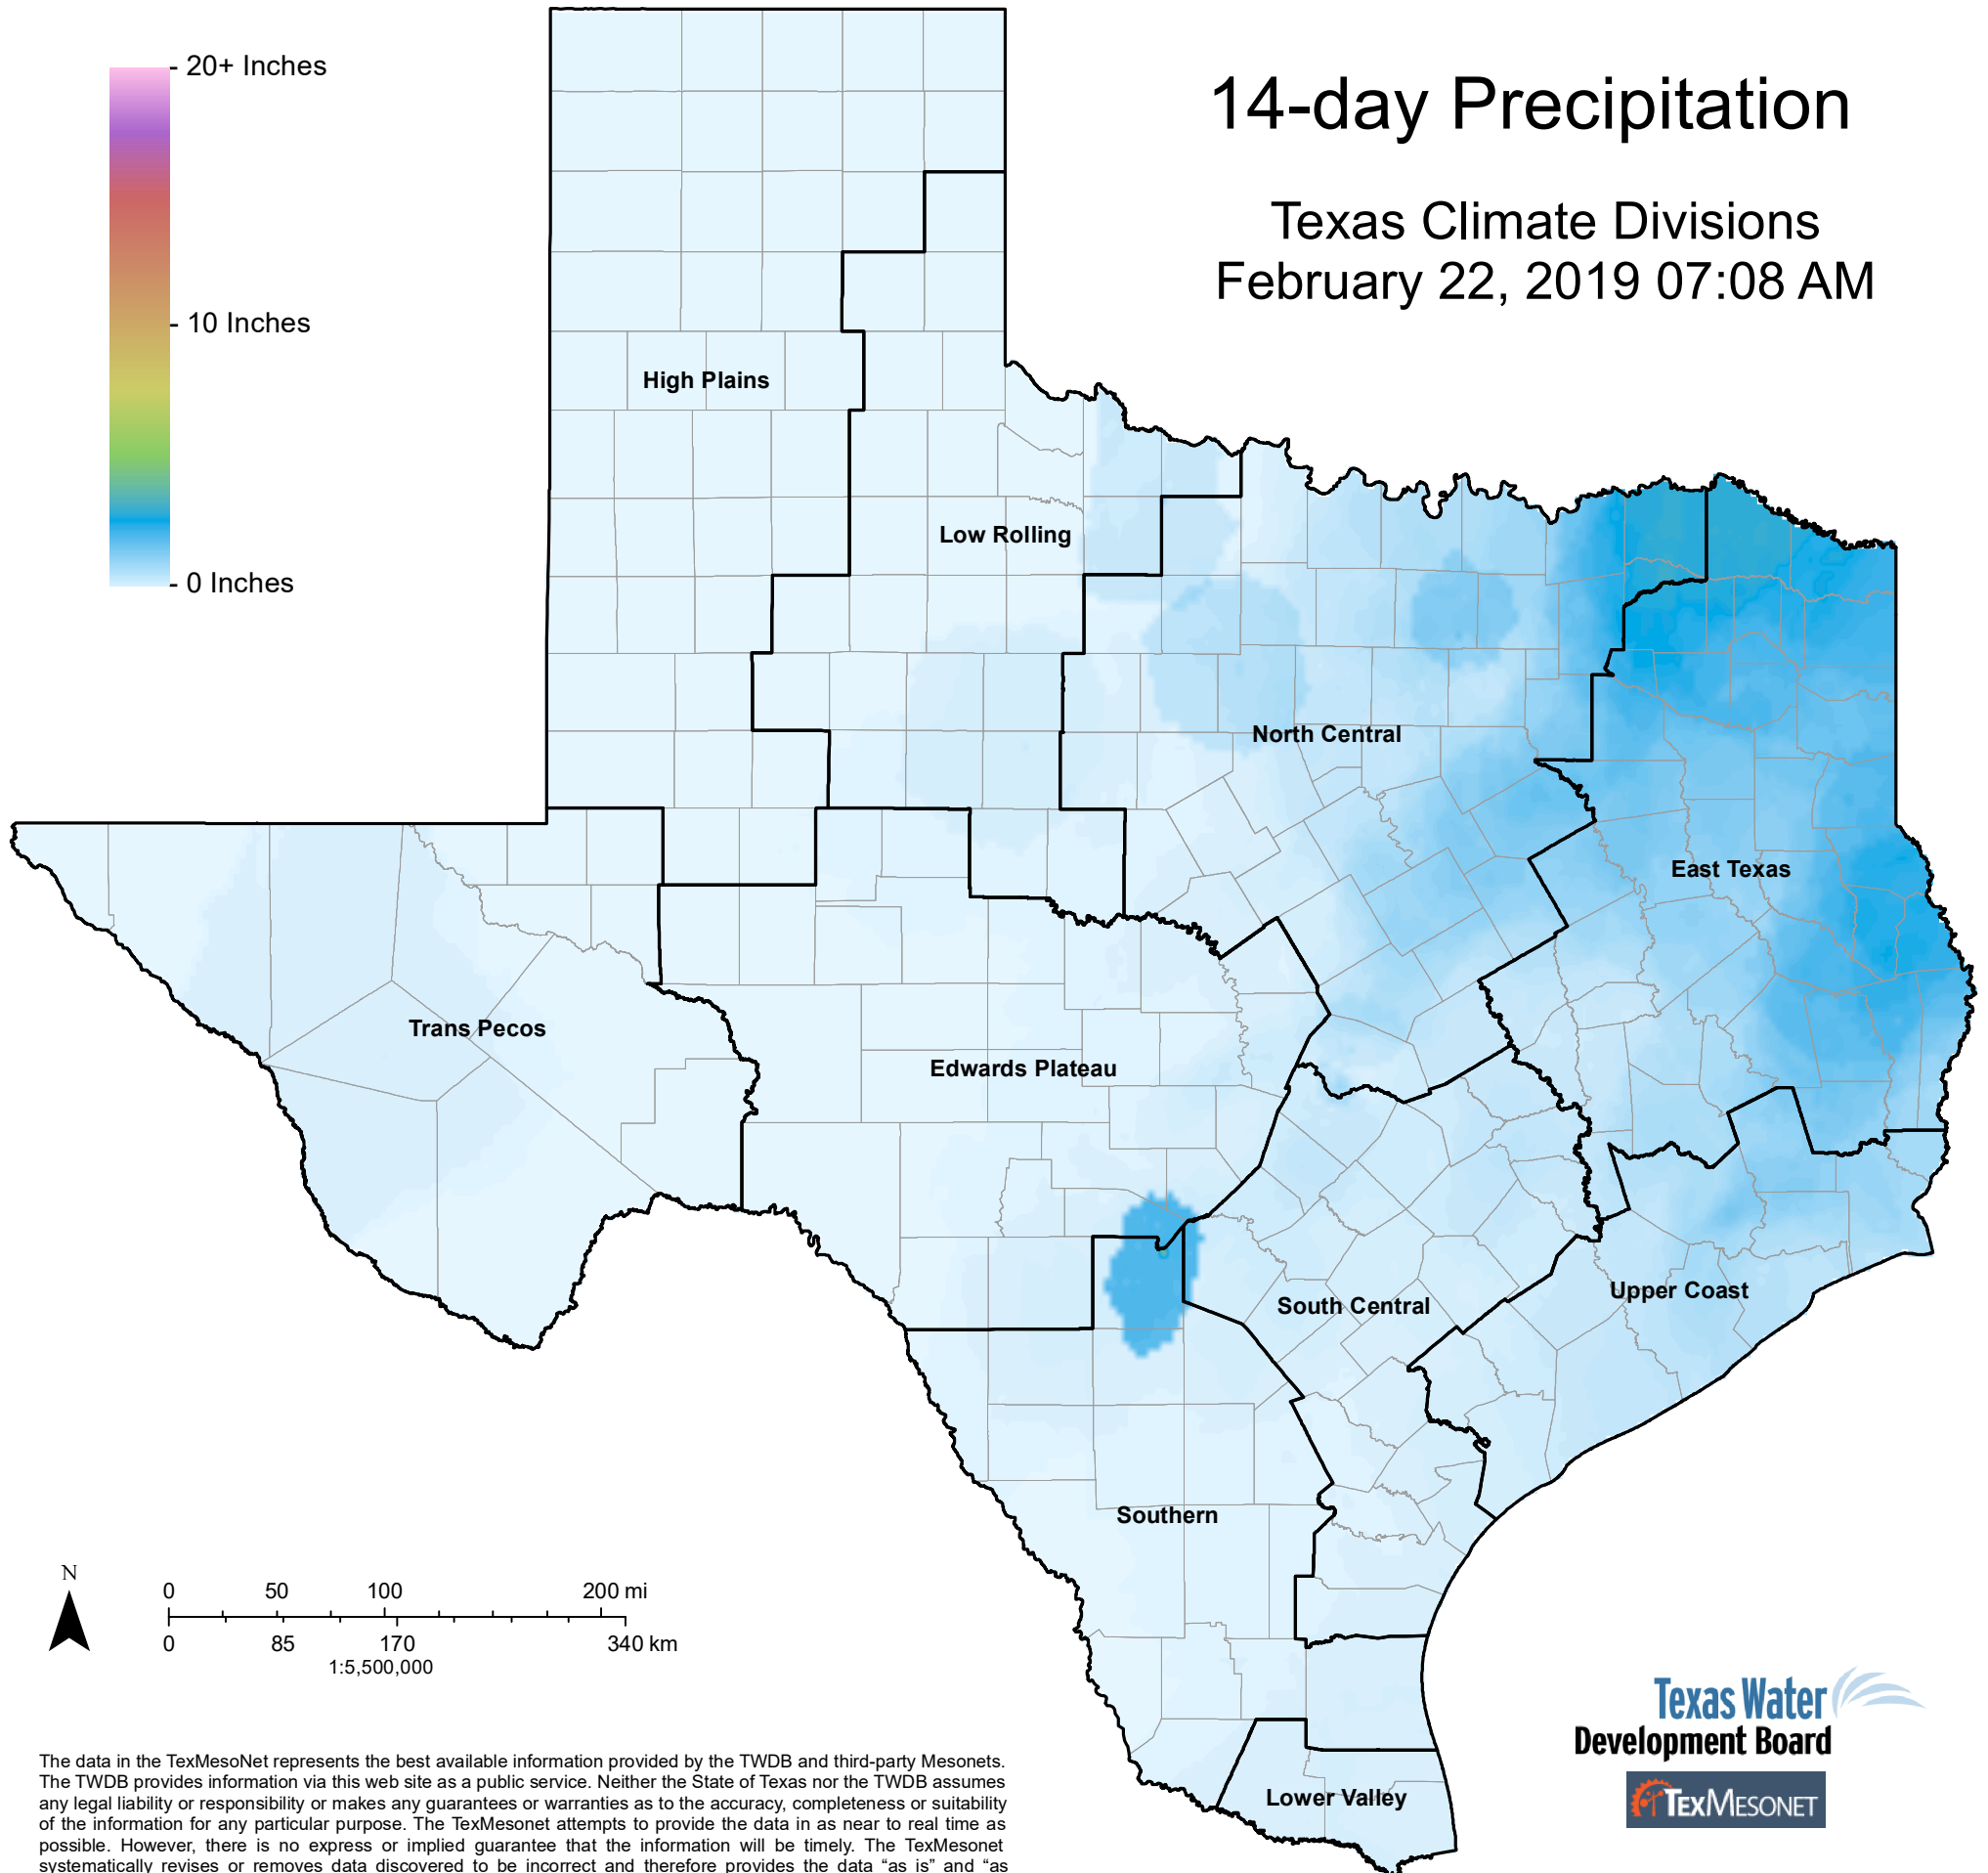 14-day Precipitation
Texas Climate Divisions
February 22, 2019 07:08 AM
20+ Inches
10 Inches
0 Inches
High Plains
Low Rolling
North Central
East Texas
Trans Pecos
Edwards Plateau
South Central
Upper Coast
Southern
Lower Valley
N
0 50 100 200 mi
0 85 170 340 km
1:5,500,000
Texas Water
Development Board
TEXMESONET
The data in the TexMesoNet represents the best available information provided by the TWDB and third-party Mesonets.
The TWDB provides information via this web site as a public service. Neither the State of Texas nor the TWDB assumes
any legal liability or responsibility or makes any guarantees or warranties as to the accuracy, completeness or suitability
of the information for any particular purpose. The TexMesonet attempts to provide the data in as near to real time as
possible. However, there is no express or implied guarantee that the information will be timely. The TexMesonet
systematically revises or removes data discovered to be incorrect and therefore provides the data “as is” and “as